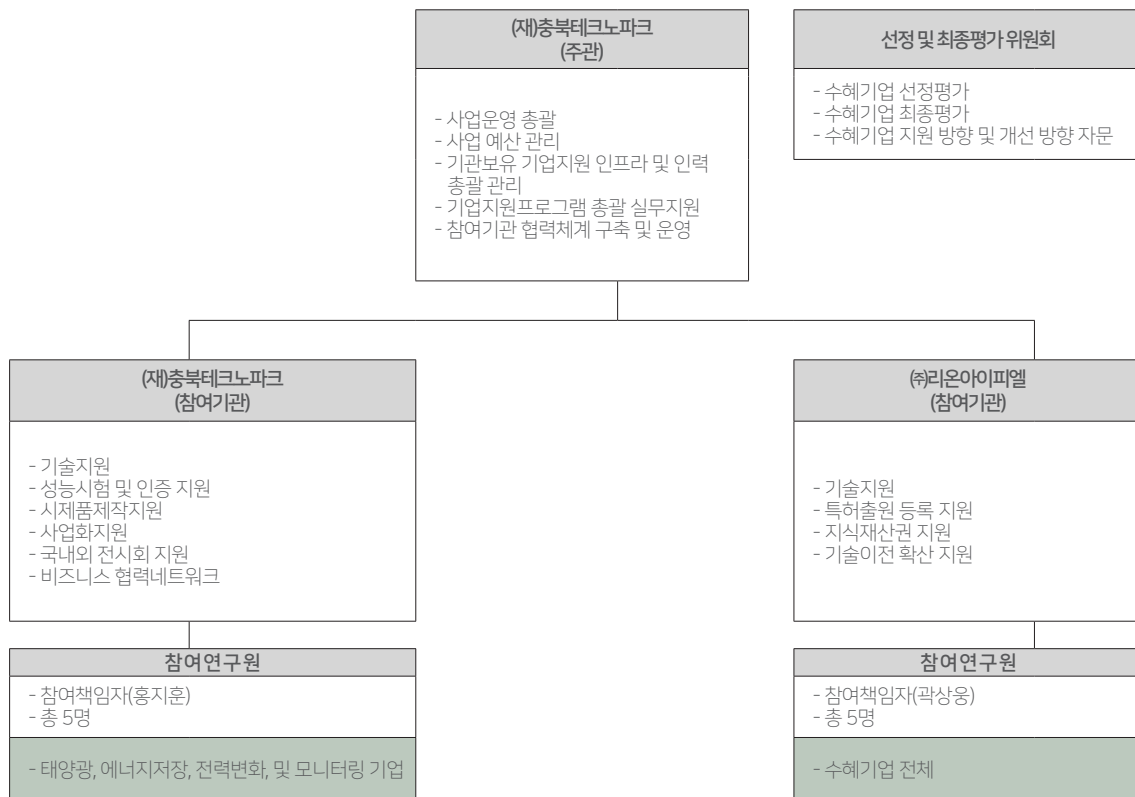 (재)충북테크노파크
(주관)
- 사업운영 총괄
- 사업 예산 관리
- 기관보유 기업지원 인프라 및 인력
총괄 관리
- 기업지원프로그램 총괄 실무지원
- 참여기관 협력체계 구축 및 운영
선정 및 최종평가 위원회
- 수혜기업 선정평가
- 수혜기업 최종평가
- 수혜기업 지원 방향 및 개선 방향 자문
(재)충북테크노파크
(참여기관)
- 기술지원
- 성능시험 및 인증 지원
- 시제품제작지원
- 사업화지원
- 국내외 전시회 지원
- 비즈니스 협력네트워크
참여연구원
- 참여책임자(홍지훈)
- 총 5명
- 태양광, 에너지저장, 전력변화, 및 모니터링 기업
㈜리온아이피엘
(참여기관)
- 기술지원
- 특허출원 등록 지원
- 지식재산권 지원
- 기술이전 확산 지원
참여연구원
- 참여책임자(곽상웅)
- 총 5명
- 수혜기업 전체